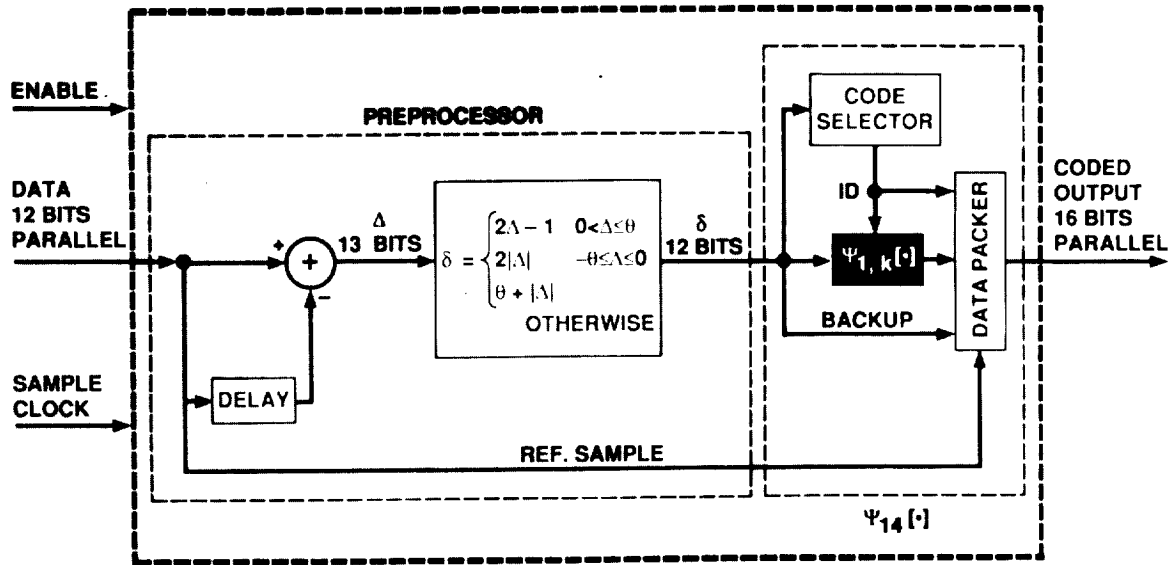 ENABLE
PREPROCESSOR
CODE
SELECTOR
DATA
12 BITS
PARALLEL
+
+
−
Δ
13 BITS
δ = { 2Δ − 1 0<Δ≤θ
2|Δ| −θ≤Δ≤0
θ + |Δ|
OTHERWISE
δ
12 BITS
ID
Ψ1, k[•]
BACKUP
DATA PACKER
CODED
OUTPUT
16 BITS
PARALLEL
SAMPLE
CLOCK
DELAY
REF. SAMPLE
Ψ14 [•]